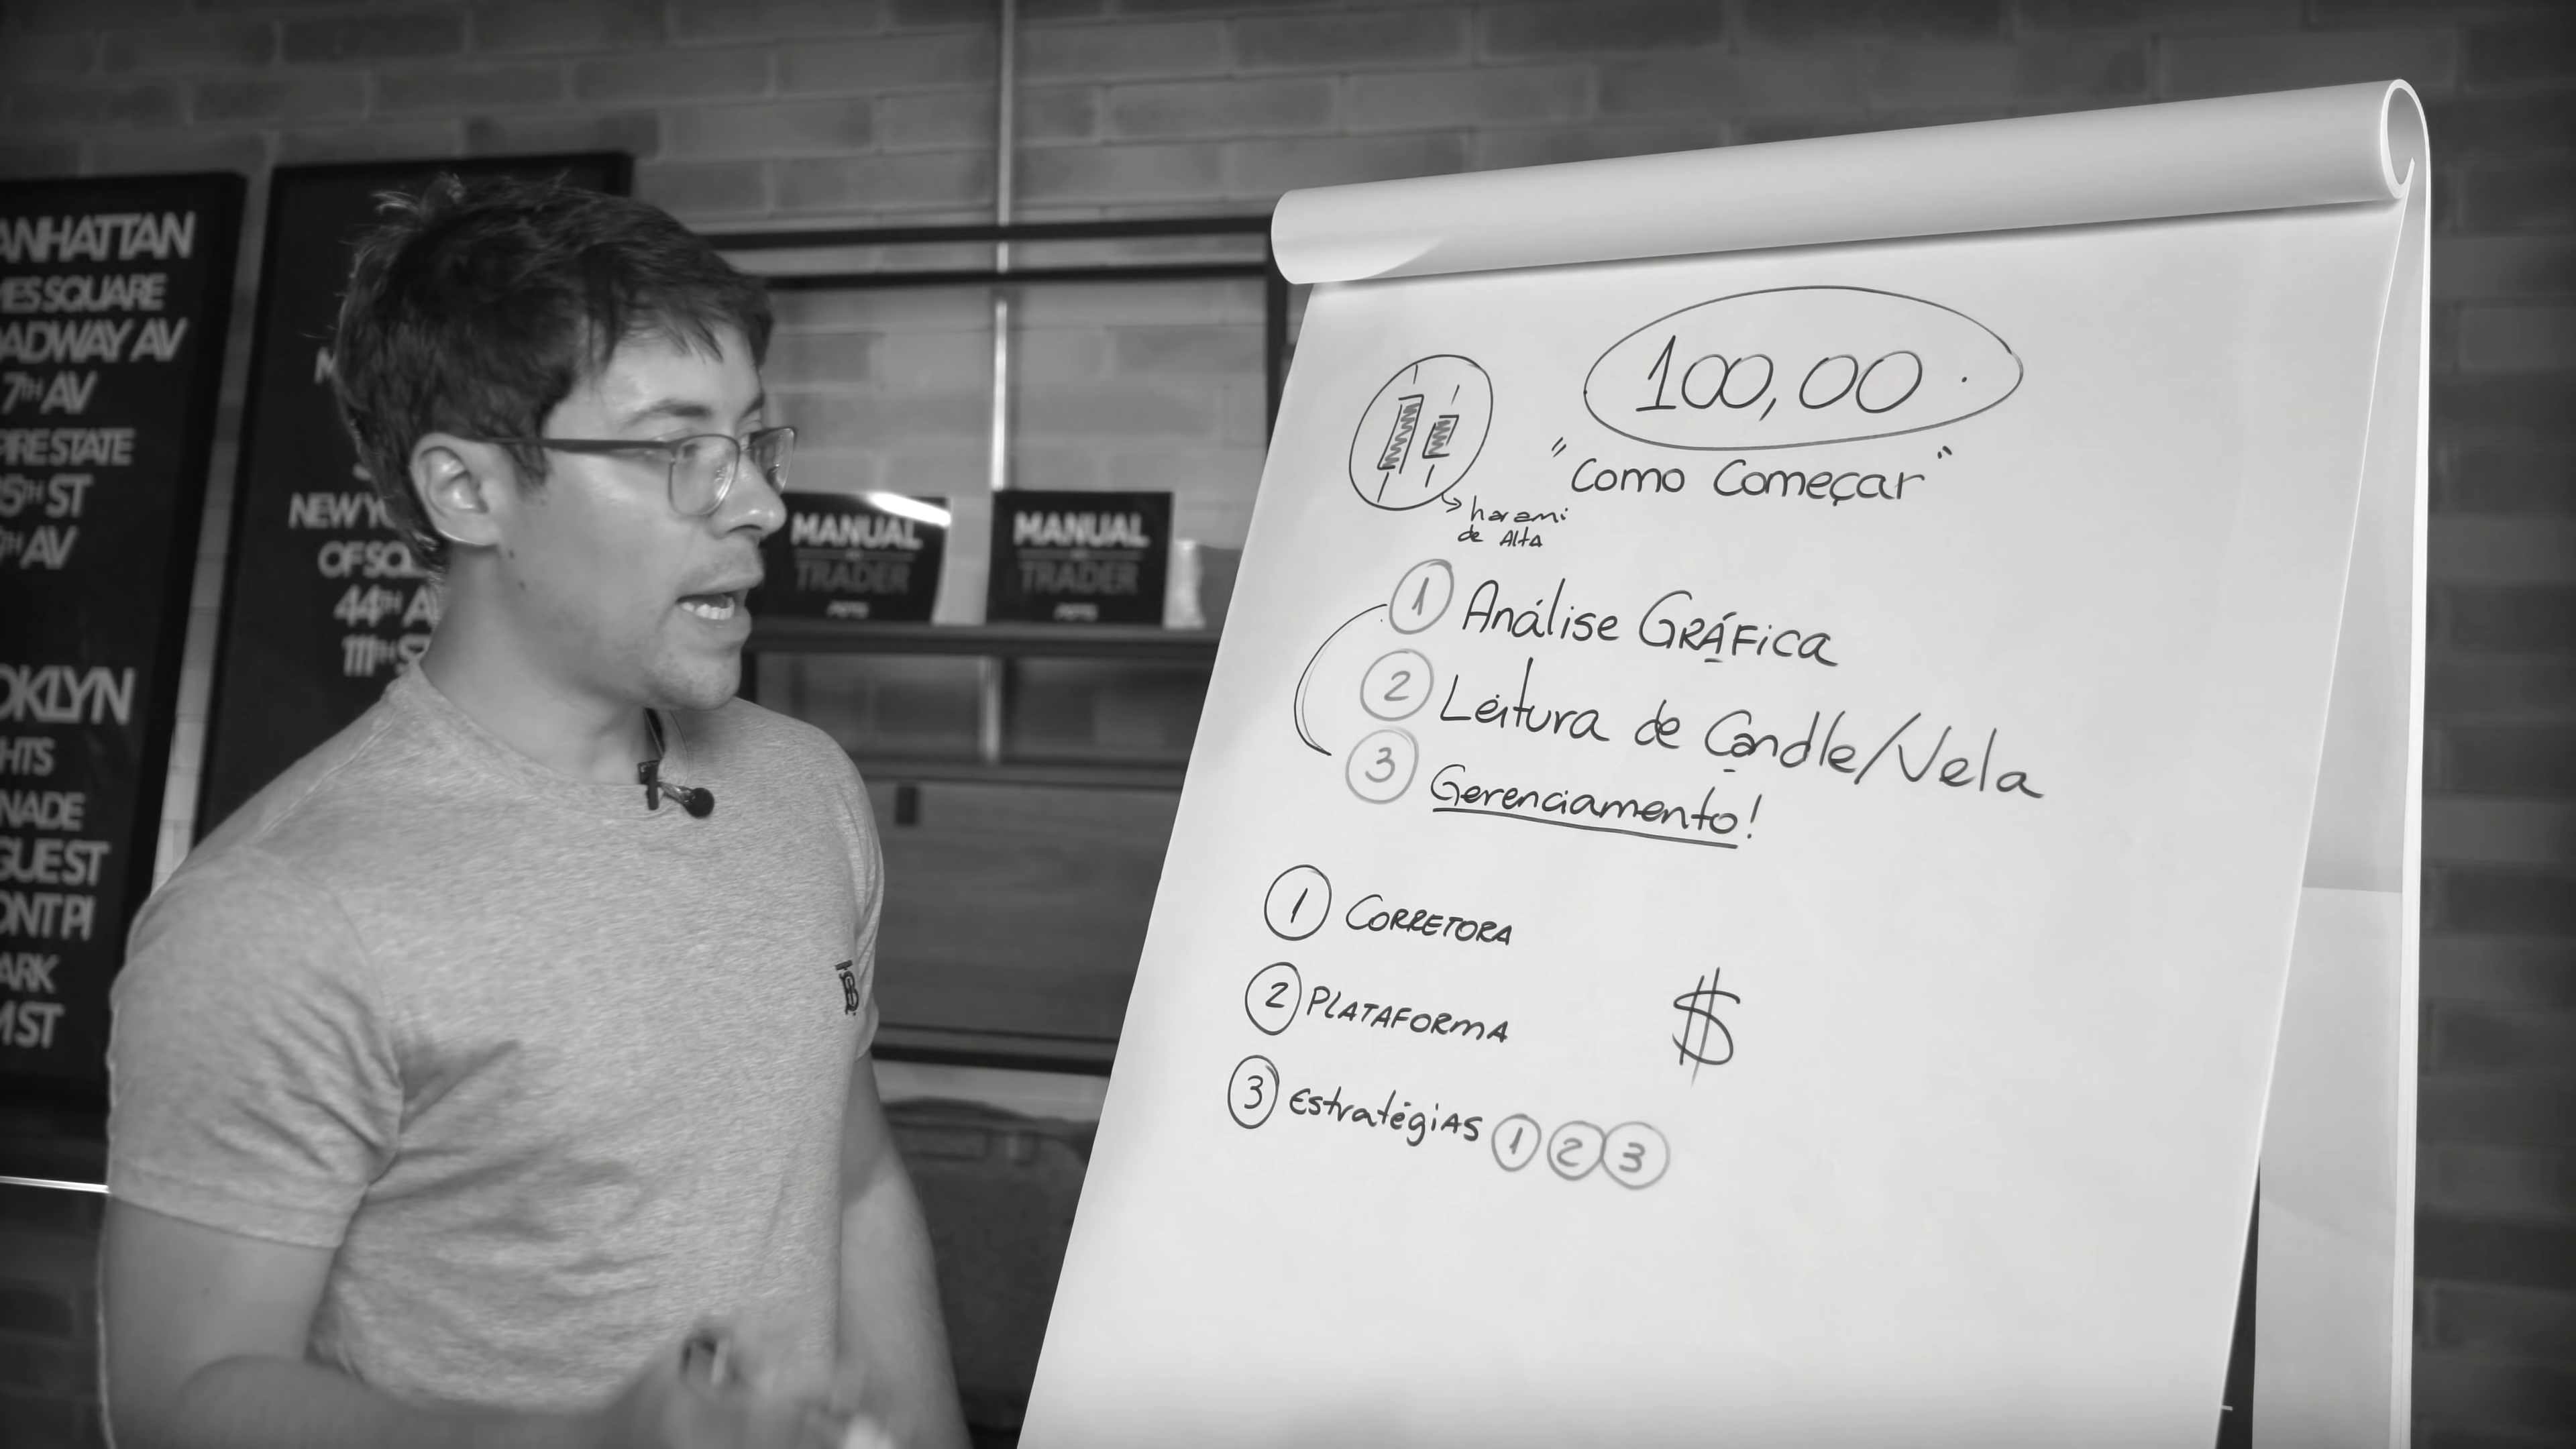 ANHATTAN
MES SQUARE
OADWAY AV
7TH AV
PIRE STATE
5TH ST
TH AV
OKLYN
HTS
NADE
GUEST
ONT PI
ARK
ST
NEW YO
OF SQU
44TH A
111TH S
MANUAL
TRADER
MANUAL
TRADER
100,00
"Como Começar"
harami
de Alta
1 Análise GRÁFica
2 Leitura de Candle/Vela
3 Gerenciamento!
1 CORRETORA
2 PLATAFORMA
$
3 Estratégias 1 2 3